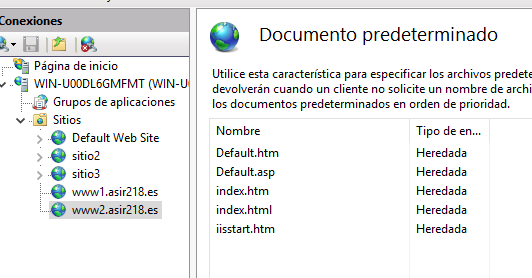 Conexiones
Página de inicio
WIN-U00DL6GMFMT (WIN-U0
Grupos de aplicaciones
Sitios
Default Web Site
sitio2
sitio3
www1.asir218.es
www2.asir218.es
Documento predeterminado
Utilice esta característica para especificar los archivos predete
devolverán cuando un cliente no solicite un nombre de archi
los documentos predeterminados en orden de prioridad.
Nombre Tipo de en...
Default.htm Heredada
Default.asp Heredada
index.htm Heredada
index.html Heredada
iisstart.htm Heredada